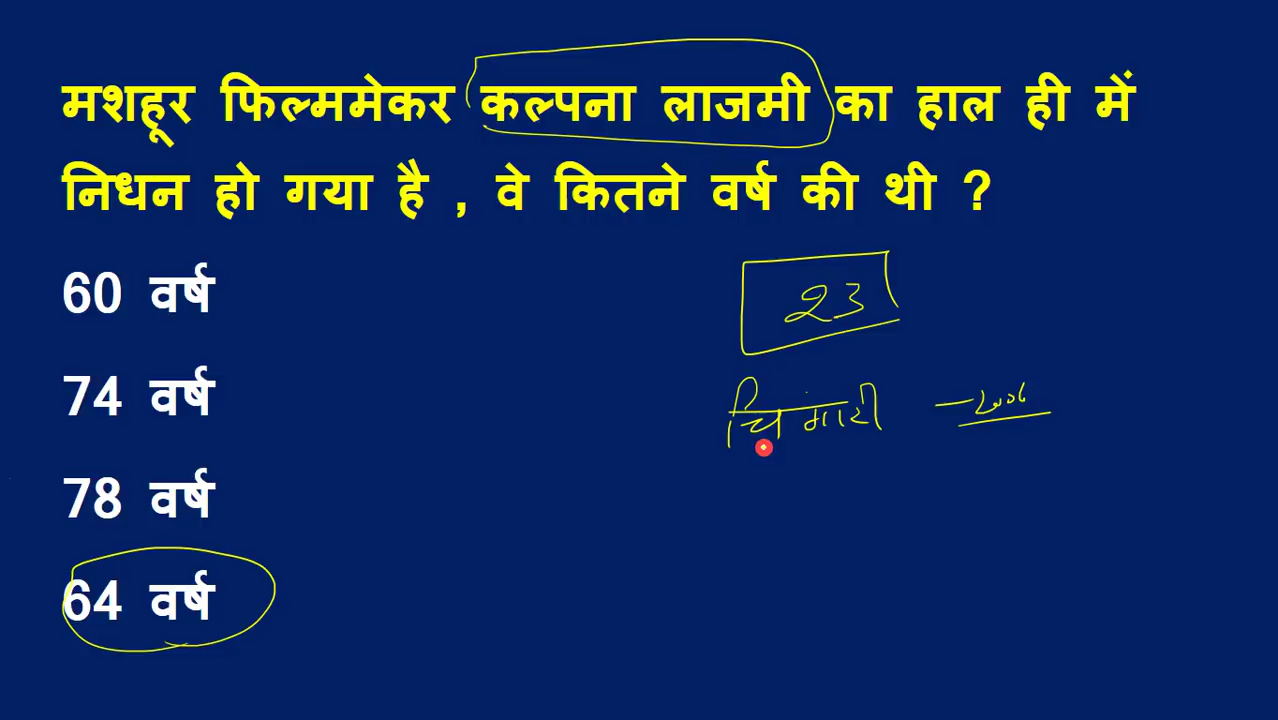 मशहूर फिल्ममेकर कल्पना लाजमी का हाल ही में
निधन हो गया है , वे कितने वर्ष की थी ?
60 वर्ष
23
74 वर्ष
78 वर्ष
64 वर्ष